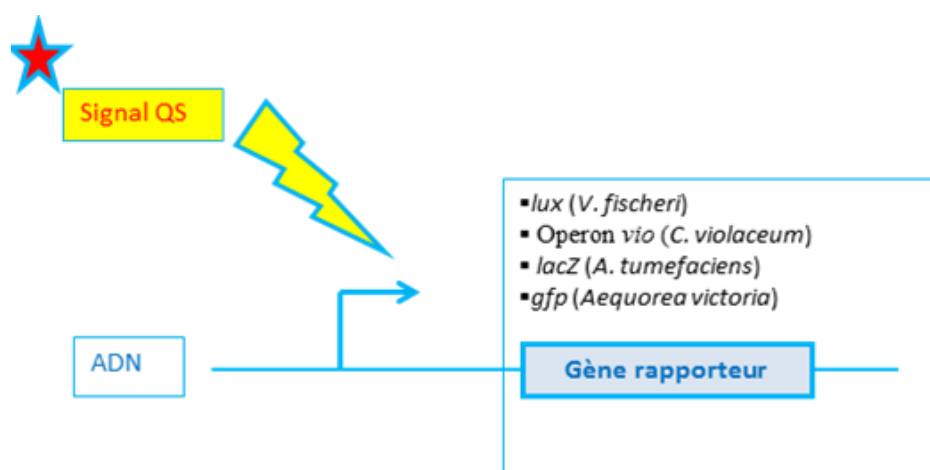 Signal QS
▪lux (V. fischeri)
▪ Operon vio (C. violaceum)
▪ lacZ (A. tumefaciens)
▪gfp (Aequorea victoria)
ADN
Gène rapporteur